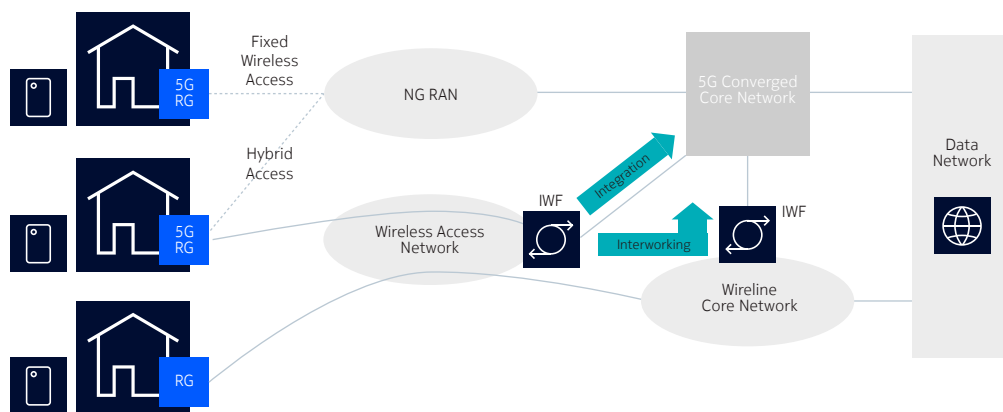 Fixed
Wireless
Access
5G
RG
NG RAN
5G Converged
Core Network
Data
Network
Hybrid
Access
Integration
IWF
IWF
5G
RG
Wireless Access
Network
Interworking
Wireline
Core Network
RG